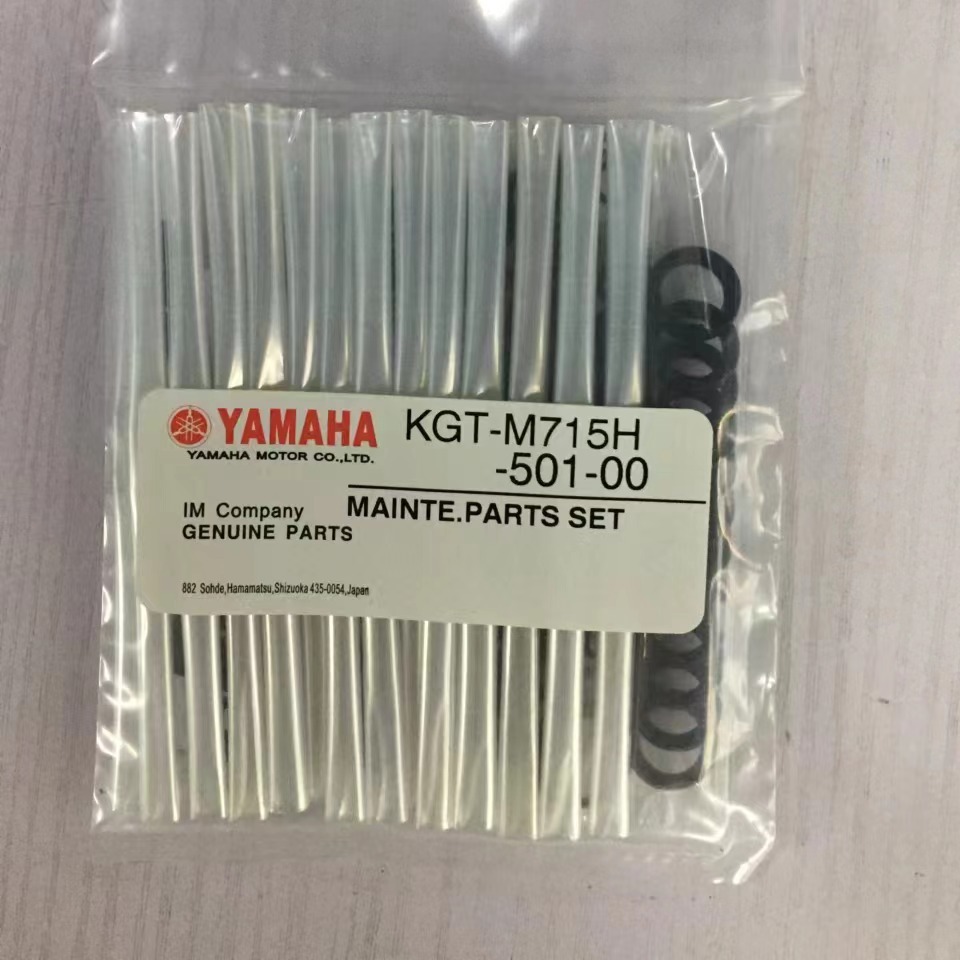 YAMAHA
YAMAHA MOTOR CO.,LTD.
KGT-M715H
-501-00
MAINTE.PARTS SET
IM Company
GENUINE PARTS
882 Sohde,Hamamatsu,Shizuoka 435-0054,Japan